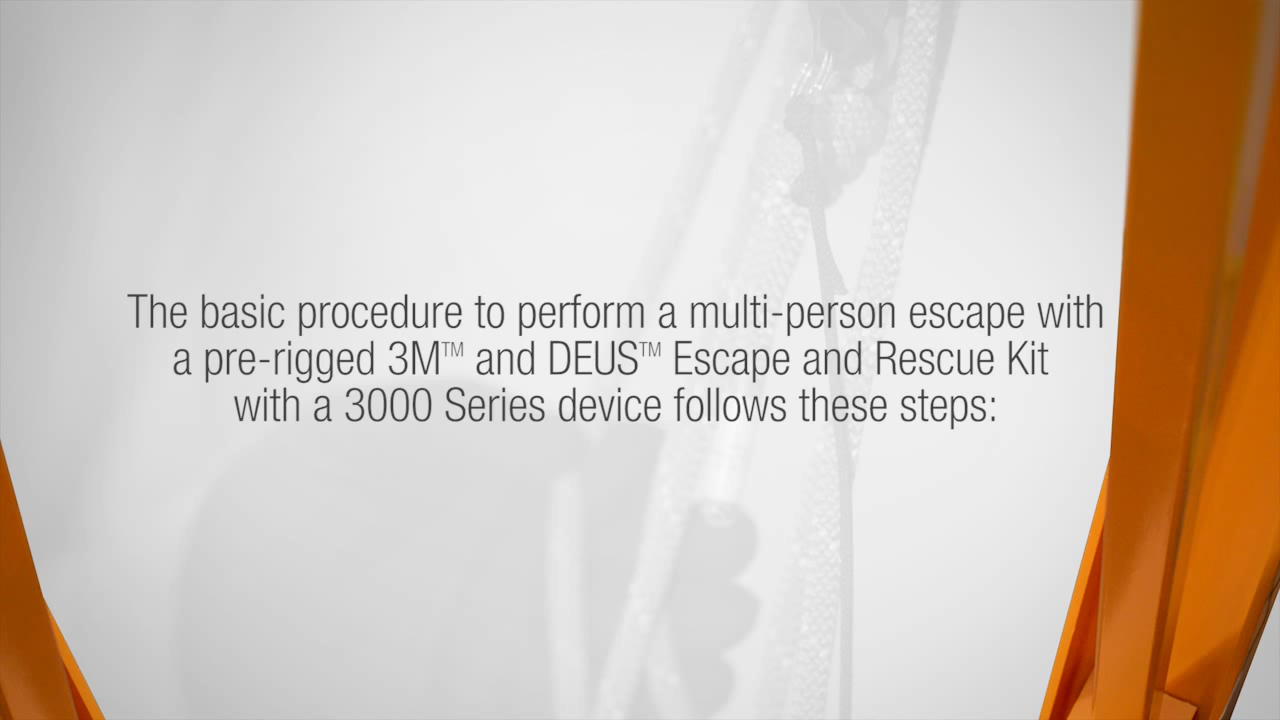 The basic procedure to perform a multi-person escape with
a pre-rigged 3M™ and DEUS™ Escape and Rescue Kit
with a 3000 Series device follows these steps: